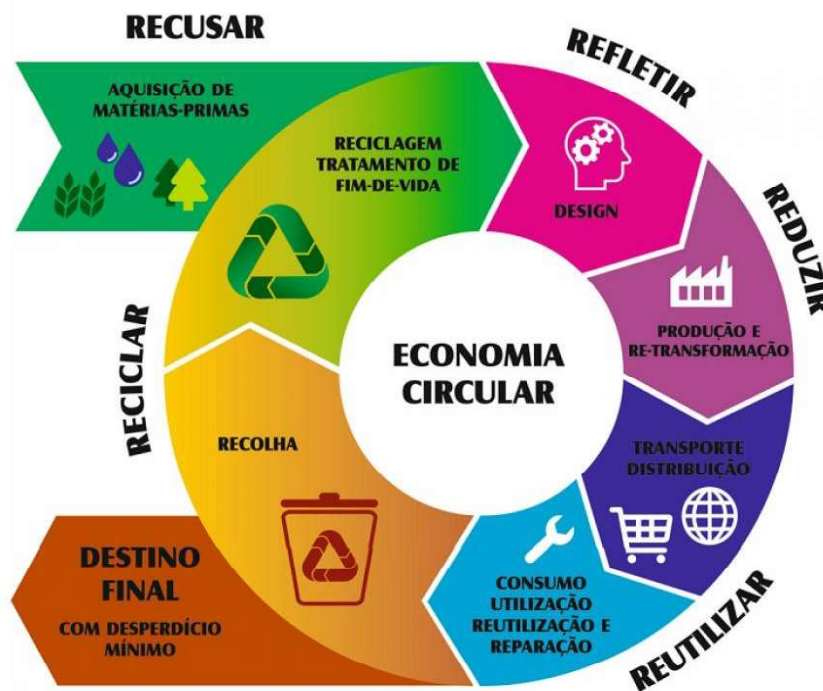 RECUSAR
AQUISIÇÃO DE
MATÉRIAS-PRIMAS
RECICLAGEM
TRATAMENTO DE
FIM-DE-VIDA
REFLETIR
DESIGN
REDUZIR
PRODUÇÃO E
RE-TRANSFORMAÇÃO
ECONOMIA
CIRCULAR
TRANSPORTE
DISTRIBUIÇÃO
REUTILIZAR
CONSUMO
UTILIZAÇÃO
REUTILIZAÇÃO E
REPARAÇÃO
RECICLAR
RECOLHA
DESTINO
FINAL
COM DESPERDÍCIO
MÍNIMO